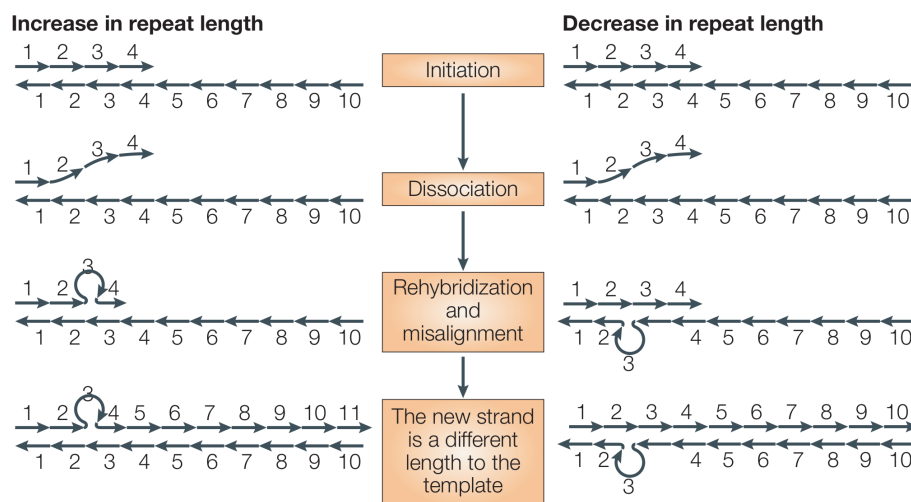 Increase in repeat length
1 2 3 4
1 2 3 4 5 6 7 8 9 10
1 2 3 4
1 2 3 4 5 6 7 8 9 10
3
1 2 4
1 2 3 4 5 6 7 8 9 10
3
1 2 4 5 6 7 8 9 10 11
1 2 3 4 5 6 7 8 9 10
Initiation
Dissociation
Rehybridization
and
misalignment
The new strand
is a different
length to the
template
Decrease in repeat length
1 2 3 4
1 2 3 4 5 6 7 8 9 10
1 2 3 4
1 2 3 4 5 6 7 8 9 10
1 2 3 4
1 2 4 5 6 7 8 9 10
3
1 2 3 4 5 6 7 8 9 10
1 2 4 5 6 7 8 9 10
3